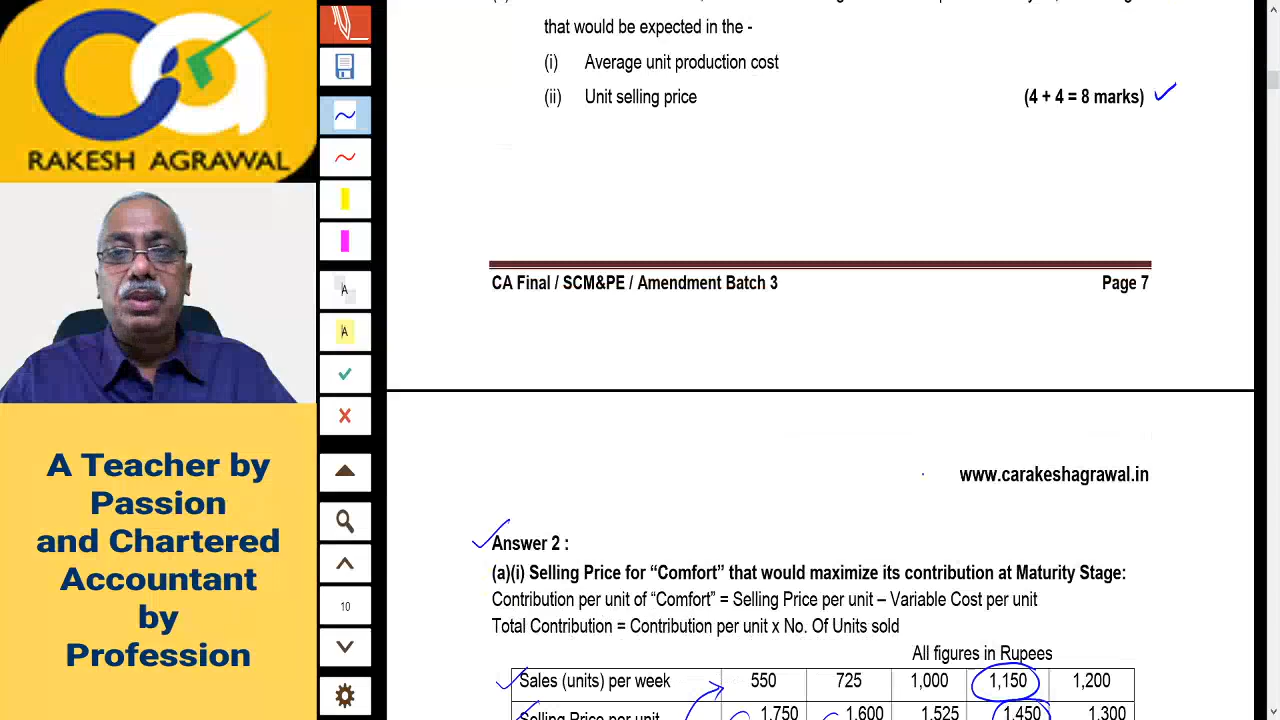 RAKESH AGRAWAL
A Teacher by
Passion
and Chartered
Accountant
by
Profession
A
A
10
that would be expected in the -
(i) Average unit production cost
(ii) Unit selling price (4 + 4 = 8 marks)
CA Final / SCM&PE / Amendment Batch 3 Page 7
www.carakeshagrawal.in
Answer 2 :
(a)(i) Selling Price for “Comfort” that would maximize its contribution at Maturity Stage:
Contribution per unit of “Comfort” = Selling Price per unit – Variable Cost per unit
Total Contribution = Contribution per unit x No. Of Units sold
All figures in Rupees
Sales (units) per week 550 725 1,000 1,150 1,200
Selling Price per unit 1,750 1,600 1,525 1,450 1,300